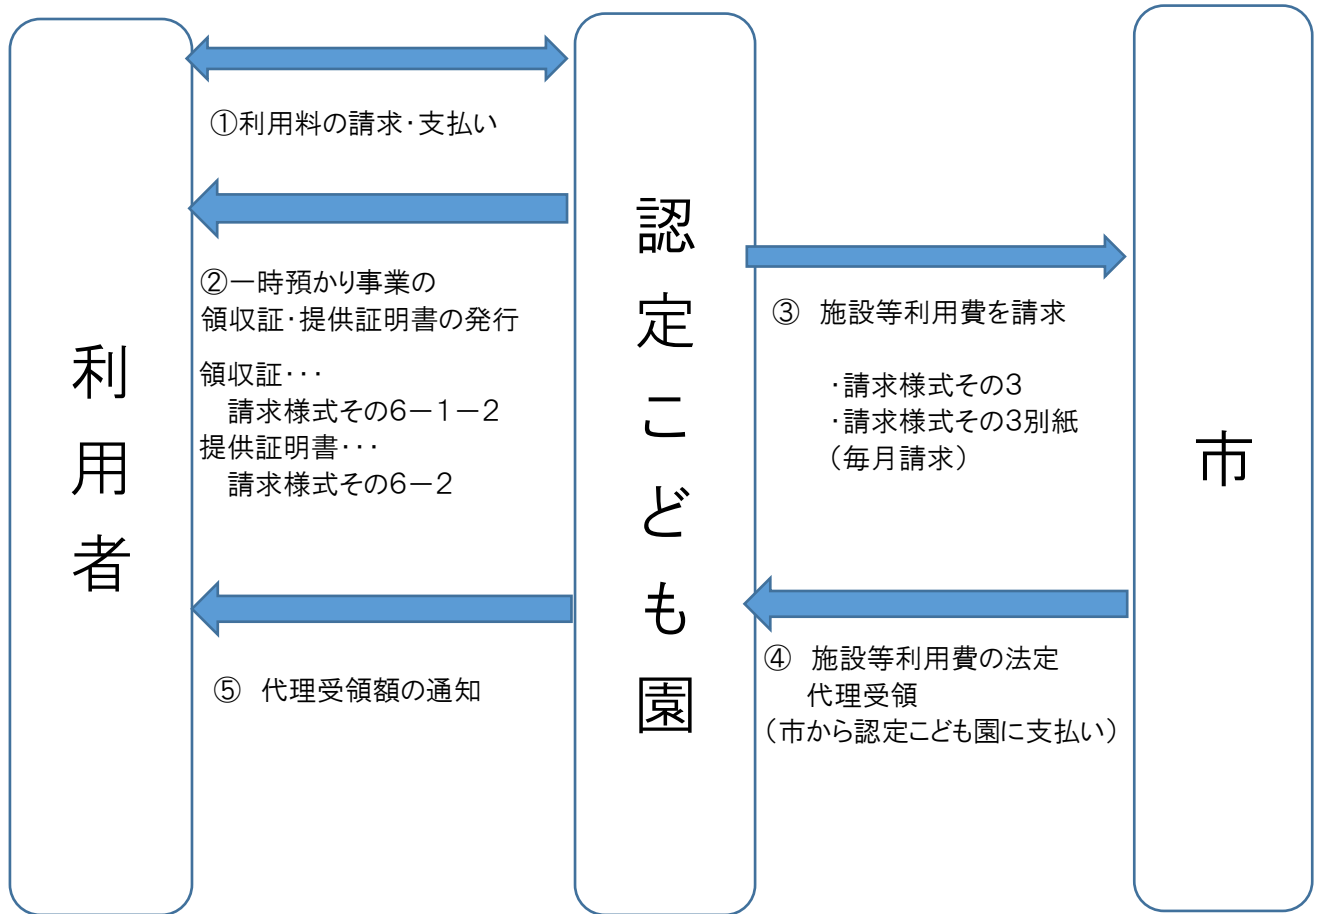 利用者
①利用料の請求・支払い
②一時預かり事業の
領収証・提供証明書の発行
領収証・・・
請求様式その6－1－2
提供証明書・・・
請求様式その6－2
⑤　代理受領額の通知
認定こども園
③　施設等利用費を請求
・請求様式その3
・請求様式その3別紙
（毎月請求）
④　施設等利用費の法定
代理受領
（市から認定こども園に支払い）
市